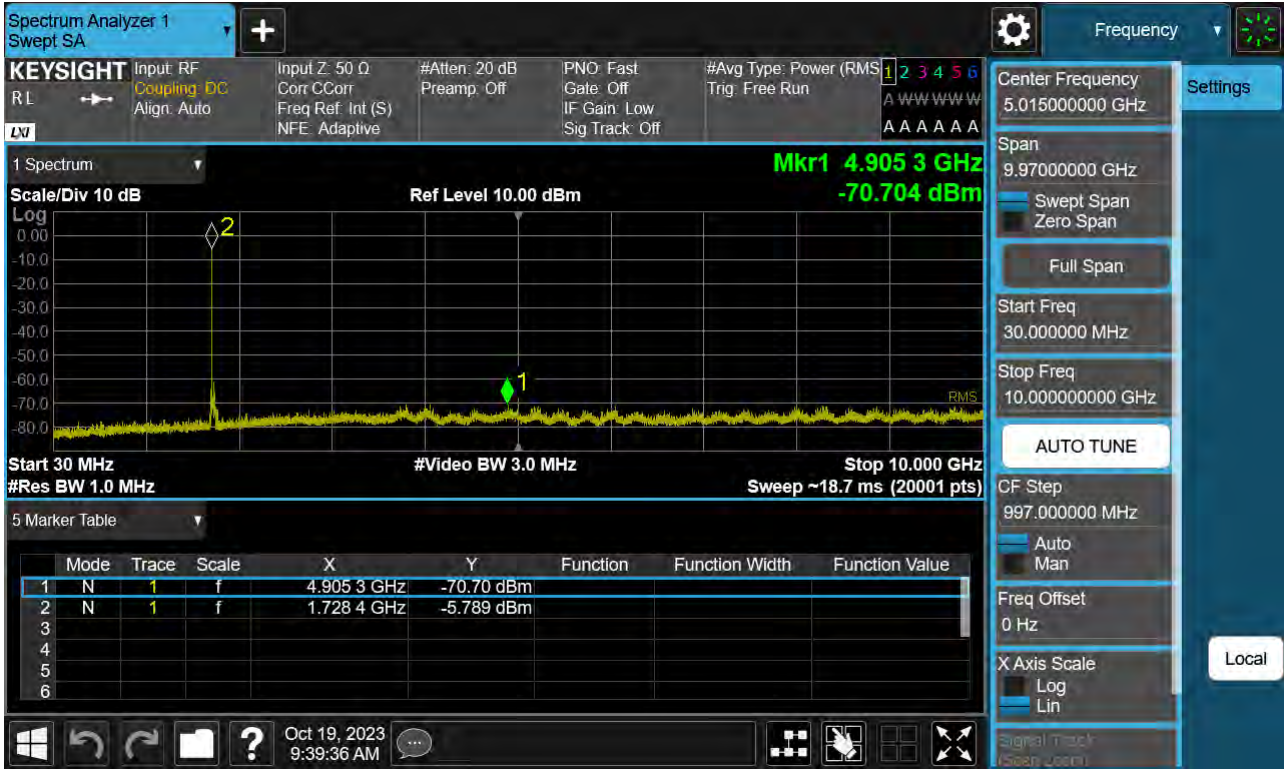 Spectrum Analyzer 1
Swept SA
+
Frequency
KEYSIGHT
R L
LXI
Input: RF
Coupling: DC
Align: Auto
Input Z: 50 Ω
Corr CCorr
Freq Ref: Int (S)
NFE: Adaptive
#Atten: 20 dB
Preamp: Off
PNO: Fast
Gate: Off
IF Gain: Low
Sig Track: Off
#Avg Type: Power (RMS
Trig: Free Run
1 2 3 4 5 6
A W W W W W
A A A A A A
1 Spectrum
Mkr1 4.905 3 GHz
-70.704 dBm
Scale/Div 10 dB
Ref Level 10.00 dBm
Log
0.00
-10.0
-20.0
-30.0
-40.0
-50.0
-60.0
-70.0
-80.0
2
1
RMS
Start 30 MHz
#Video BW 3.0 MHz
Stop 10.000 GHz
#Res BW 1.0 MHz
Sweep ~18.7 ms (20001 pts)
5 Marker Table
Mode Trace Scale X Y Function Function Width Function Value
1 N 1 f 4.905 3 GHz -70.70 dBm
2 N 1 f 1.728 4 GHz -5.789 dBm
3
4
5
6
Center Frequency
5.015000000 GHz
Settings
Span
9.97000000 GHz
Swept Span
Zero Span
Full Span
Start Freq
30.000000 MHz
Stop Freq
10.000000000 GHz
AUTO TUNE
CF Step
997.000000 MHz
Auto
Man
Freq Offset
0 Hz
X Axis Scale
Log
Lin
Local
Signal Track
(Span Zoom)
?
Oct 19, 2023
9:39:36 AM